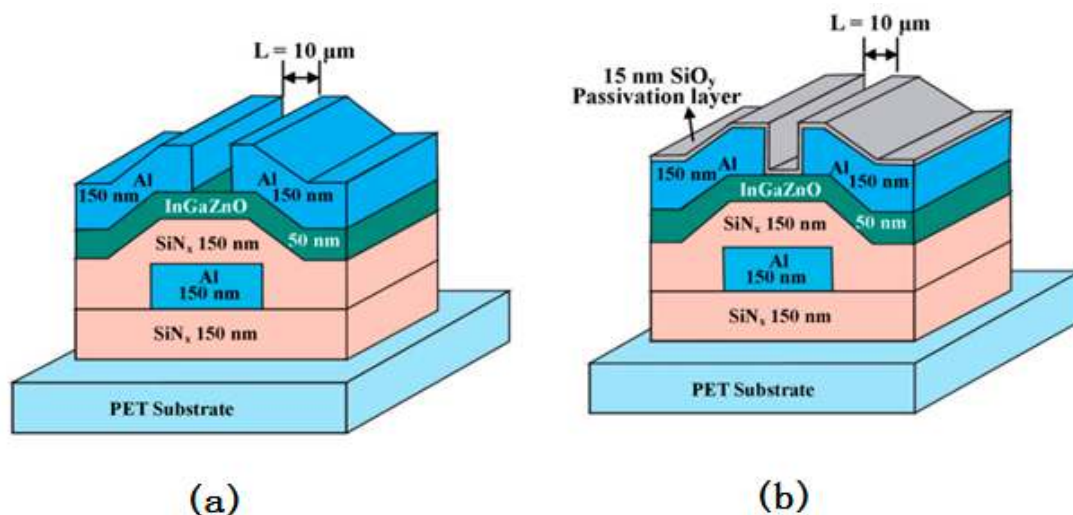 L = 10 μm
Al
150 nm
Al
150 nm
InGaZnO
50 nm
SiNₓ 150 nm
Al
150 nm
SiNₓ 150 nm
PET Substrate
(a)
L = 10 μm
15 nm SiOᵧ
Passivation layer
Al
150 nm
Al
150 nm
InGaZnO
50 nm
SiNₓ 150 nm
Al
150 nm
SiNₓ 150 nm
PET Substrate
(b)